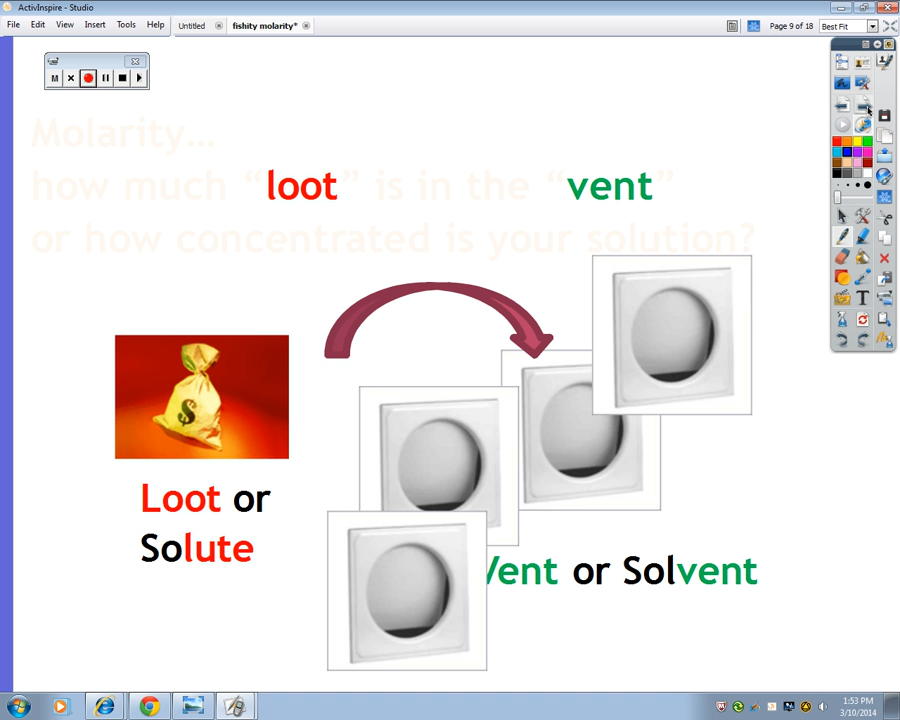 ActivInspire - Studio
File Edit View Insert Tools Help
Untitled
fishity molarity*
Page 9 of 18
Best Fit
M
Molarity...
how much "loot" is in the "vent"
or how concentrated is your solution?
$
Loot or
Solute
Vent or Solvent
T
1:53 PM
3/10/2014